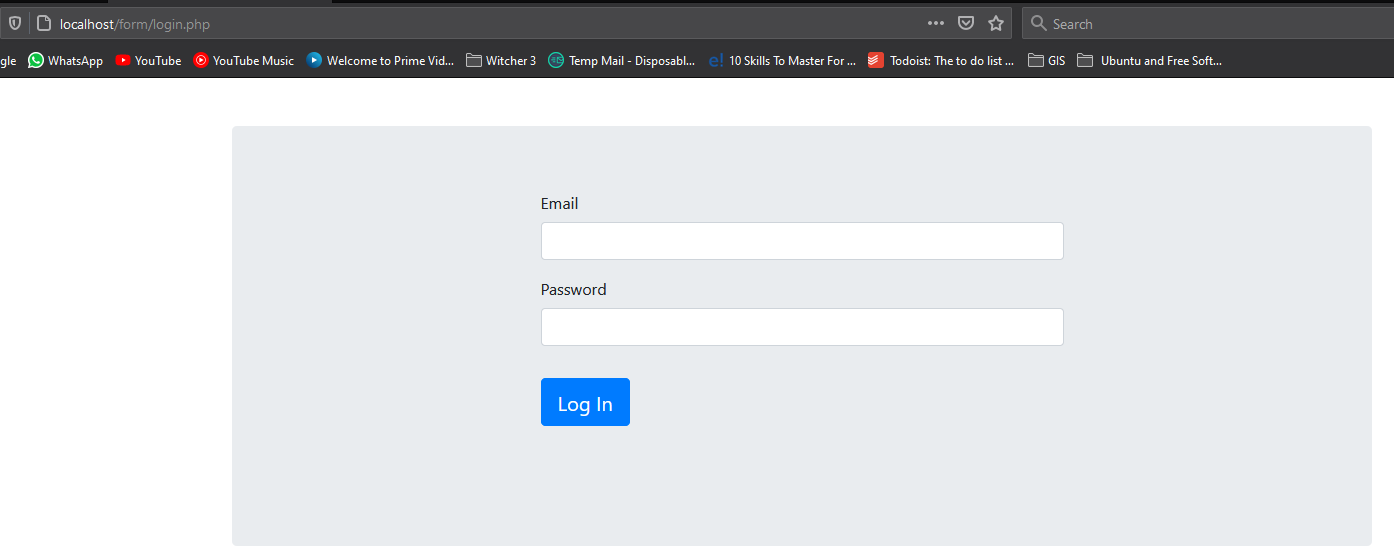 localhost/form/login.php
Search
gle WhatsApp YouTube YouTube Music Welcome to Prime Vid... Witcher 3 Temp Mail - Disposabl... e! 10 Skills To Master For ... Todoist: The to do list ... GIS Ubuntu and Free Soft...
Email
Password
Log In